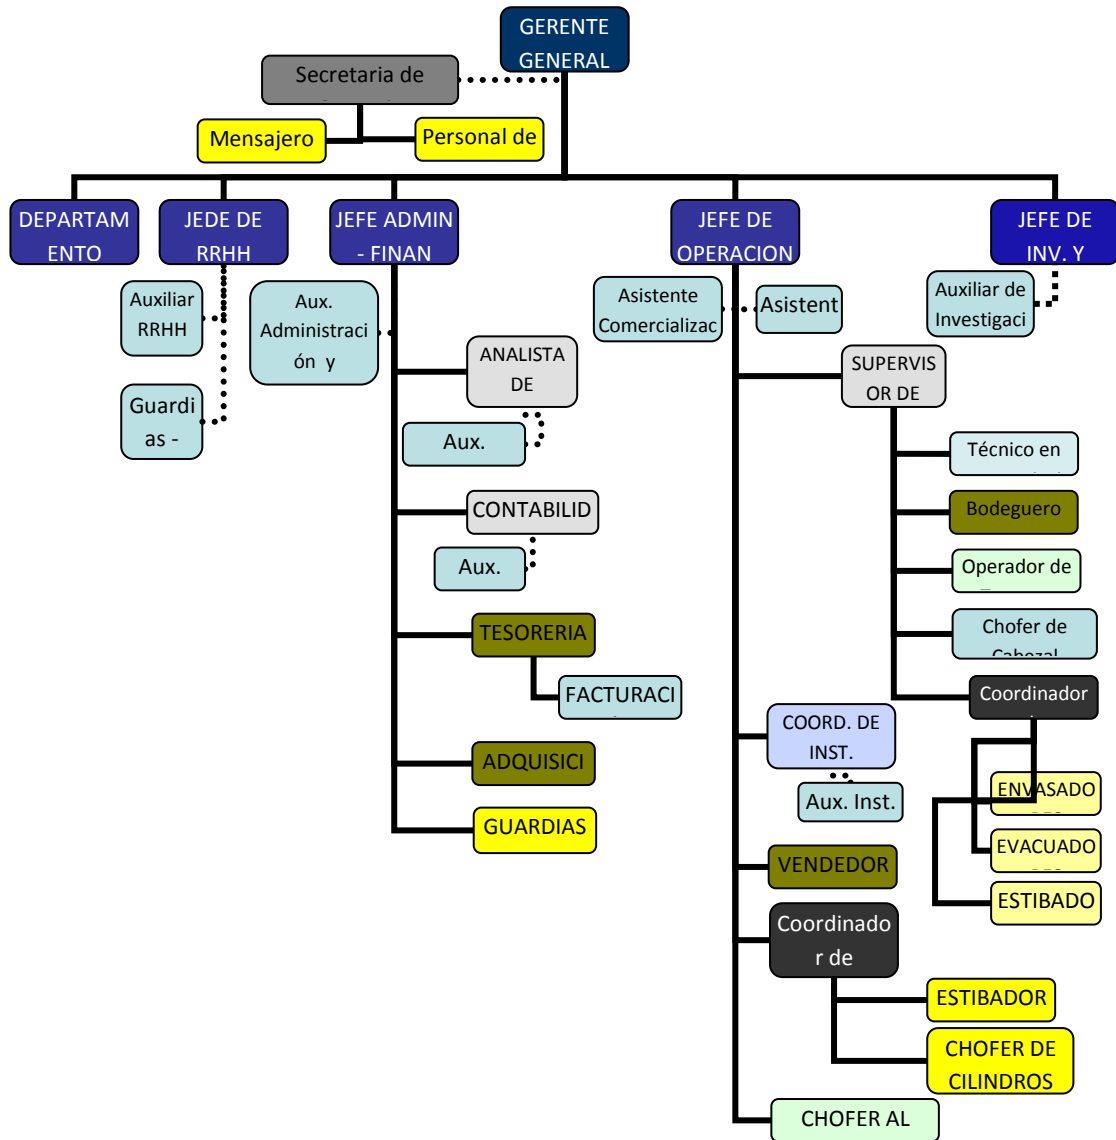 GERENTE
GENERAL
Secretaria de
Mensajero
Personal de
DEPARTAM
ENTO
JEDE DE
RRHH
JEFE ADMIN
- FINAN
JEFE DE
OPERACION
JEFE DE
INV. Y
Auxiliar
RRHH
Guardi
as -
Aux.
Administraci
ón y
Asistente
Comercializac
Asistent
Auxiliar de
Investigaci
ANALISTA
DE
Aux.
CONTABILID
Aux.
TESORERIA
FACTURACI
ADQUISICI
GUARDIAS
SUPERVIS
OR DE
Técnico en
Bodeguero
Operador de
Chofer de
Cabezal
Coordinador
ENVASADO
EVACUADO
ESTIBADO
COORD. DE
INST.
Aux. Inst.
VENDEDOR
Coordinado
r de
ESTIBADOR
CHOFER DE
CILINDROS
CHOFER AL